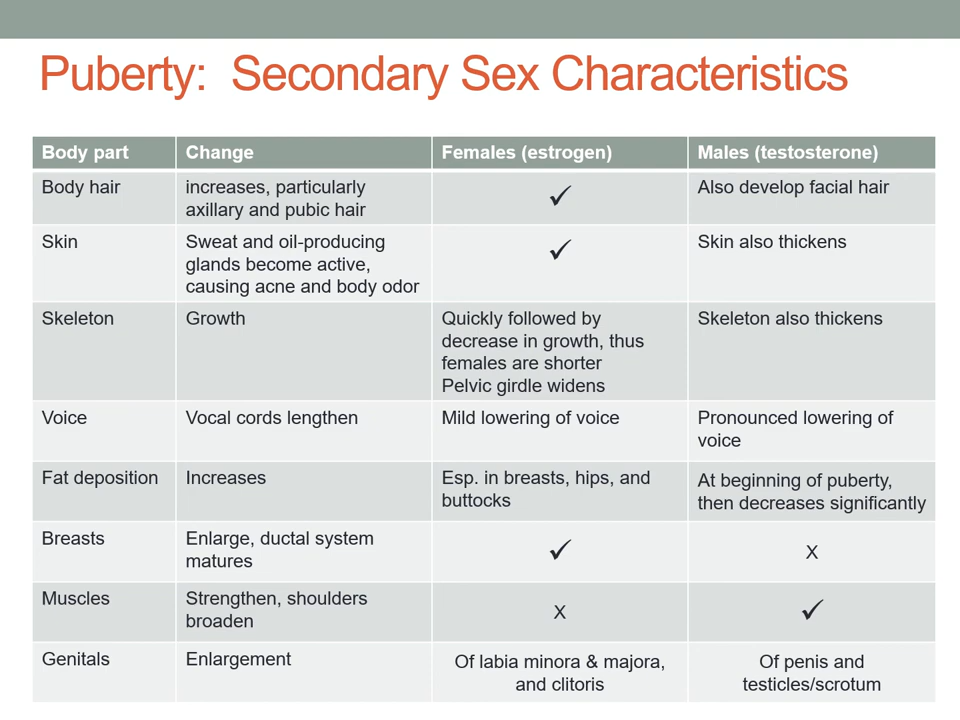 Puberty:  Secondary Sex Characteristics
Body part
Change
Females (estrogen)
Males (testosterone)
Body hair
increases, particularly
axillary and pubic hair
✓
Also develop facial hair
Skin
Sweat and oil-producing
glands become active,
causing acne and body odor
✓
Skin also thickens
Skeleton
Growth
Quickly followed by
decrease in growth, thus
females are shorter
Pelvic girdle widens
Skeleton also thickens
Voice
Vocal cords lengthen
Mild lowering of voice
Pronounced lowering of
voice
Fat deposition
Increases
Esp. in breasts, hips, and
buttocks
At beginning of puberty,
then decreases significantly
Breasts
Enlarge, ductal system
matures
✓
X
Muscles
Strengthen, shoulders
broaden
X
✓
Genitals
Enlargement
Of labia minora & majora,
and clitoris
Of penis and
testicles/scrotum